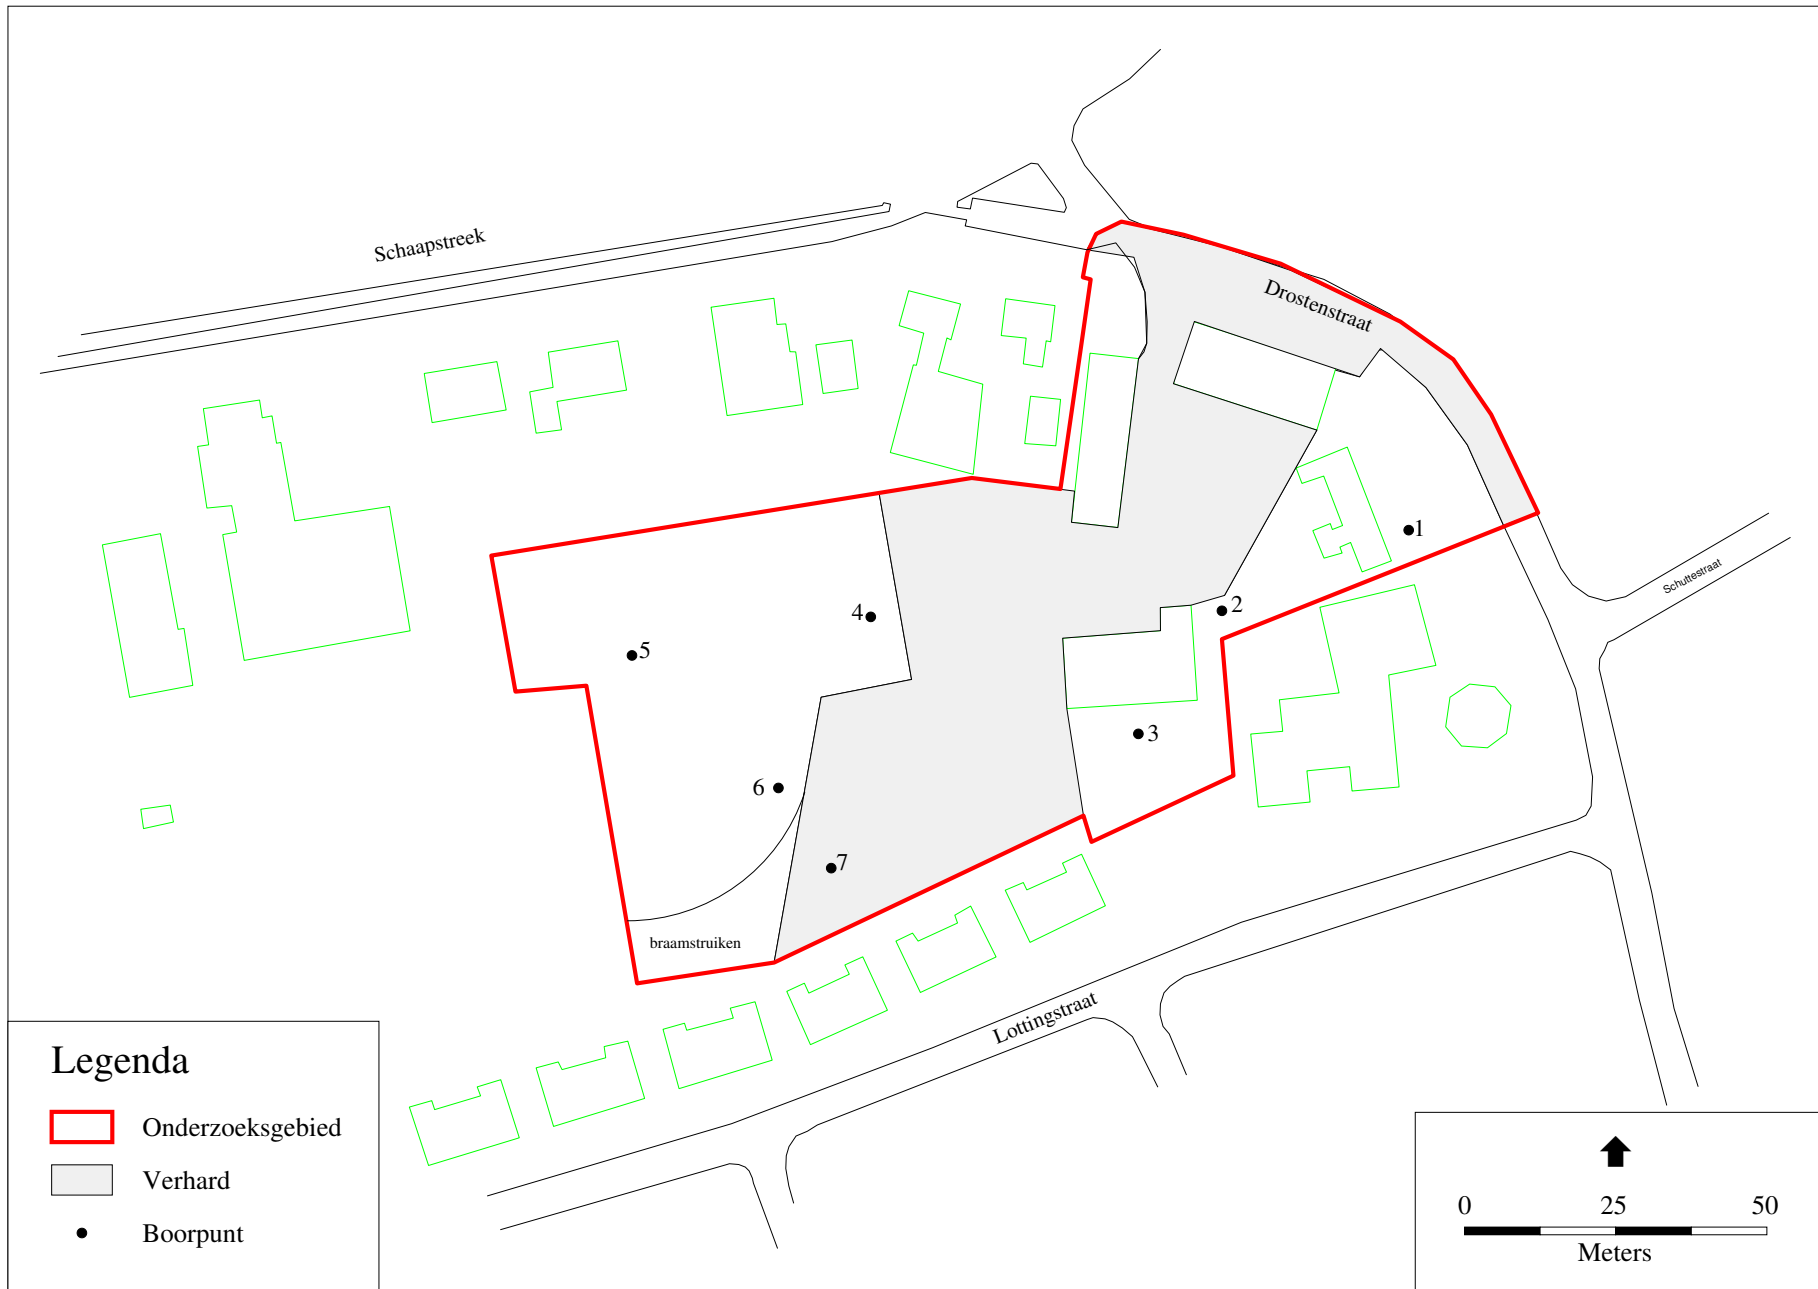 Schaapstreek
Drostenstraat
1
Schuttestraat
2
4
5
3
6
7
braamstruiken
Lottingstraat
Legenda
Onderzoeksgebied
Verhard
Boorpunt
0 25 50
Meters